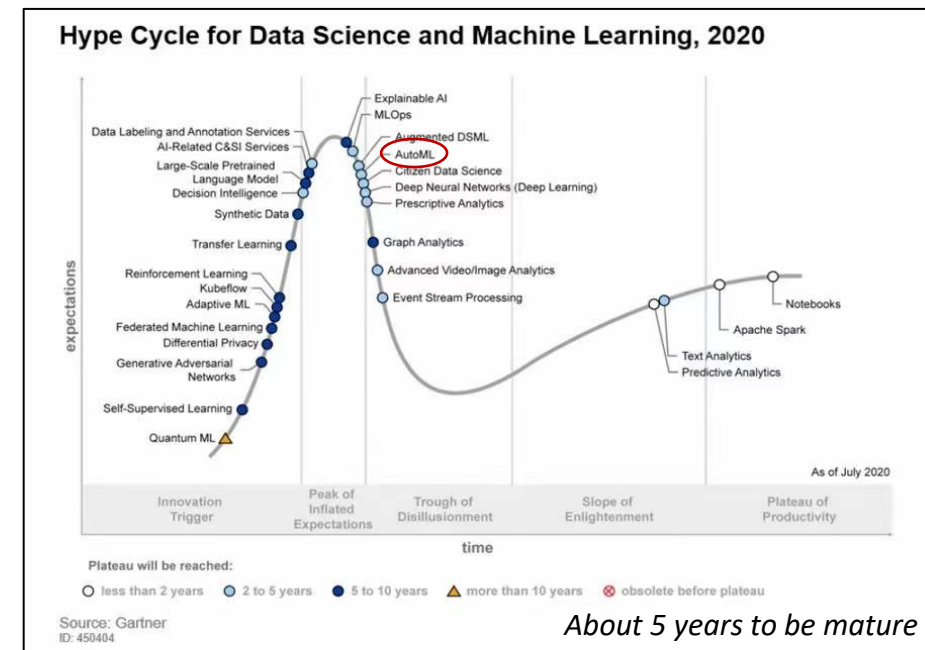 Hype Cycle for Data Science and Machine Learning, 2020
Explainable AI
MLOps
Data Labeling and Annotation Services
Augmented DSML
AI-Related C&SI Services
AutoML
Large-Scale Pretrained
Language Model
Citizen Data Science
Decision Intelligence
Deep Neural Networks (Deep Learning)
Prescriptive Analytics
Synthetic Data
Transfer Learning
Graph Analytics
Reinforcement Learning
Advanced Video/Image Analytics
Kubeflow
Event Stream Processing
Adaptive ML
Notebooks
Federated Machine Learning
Apache Spark
Differential Privacy
Text Analytics
Generative Adversarial
Networks
Predictive Analytics
Self-Supervised Learning
Quantum ML
expectations
As of July 2020
Innovation
Trigger
Peak of
Inflated
Expectations
Trough of
Disillusionment
Slope of
Enlightenment
Plateau of
Productivity
time
Plateau will be reached:
less than 2 years 2 to 5 years 5 to 10 years more than 10 years obsolete before plateau
Source: Gartner
ID: 450404
About 5 years to be mature